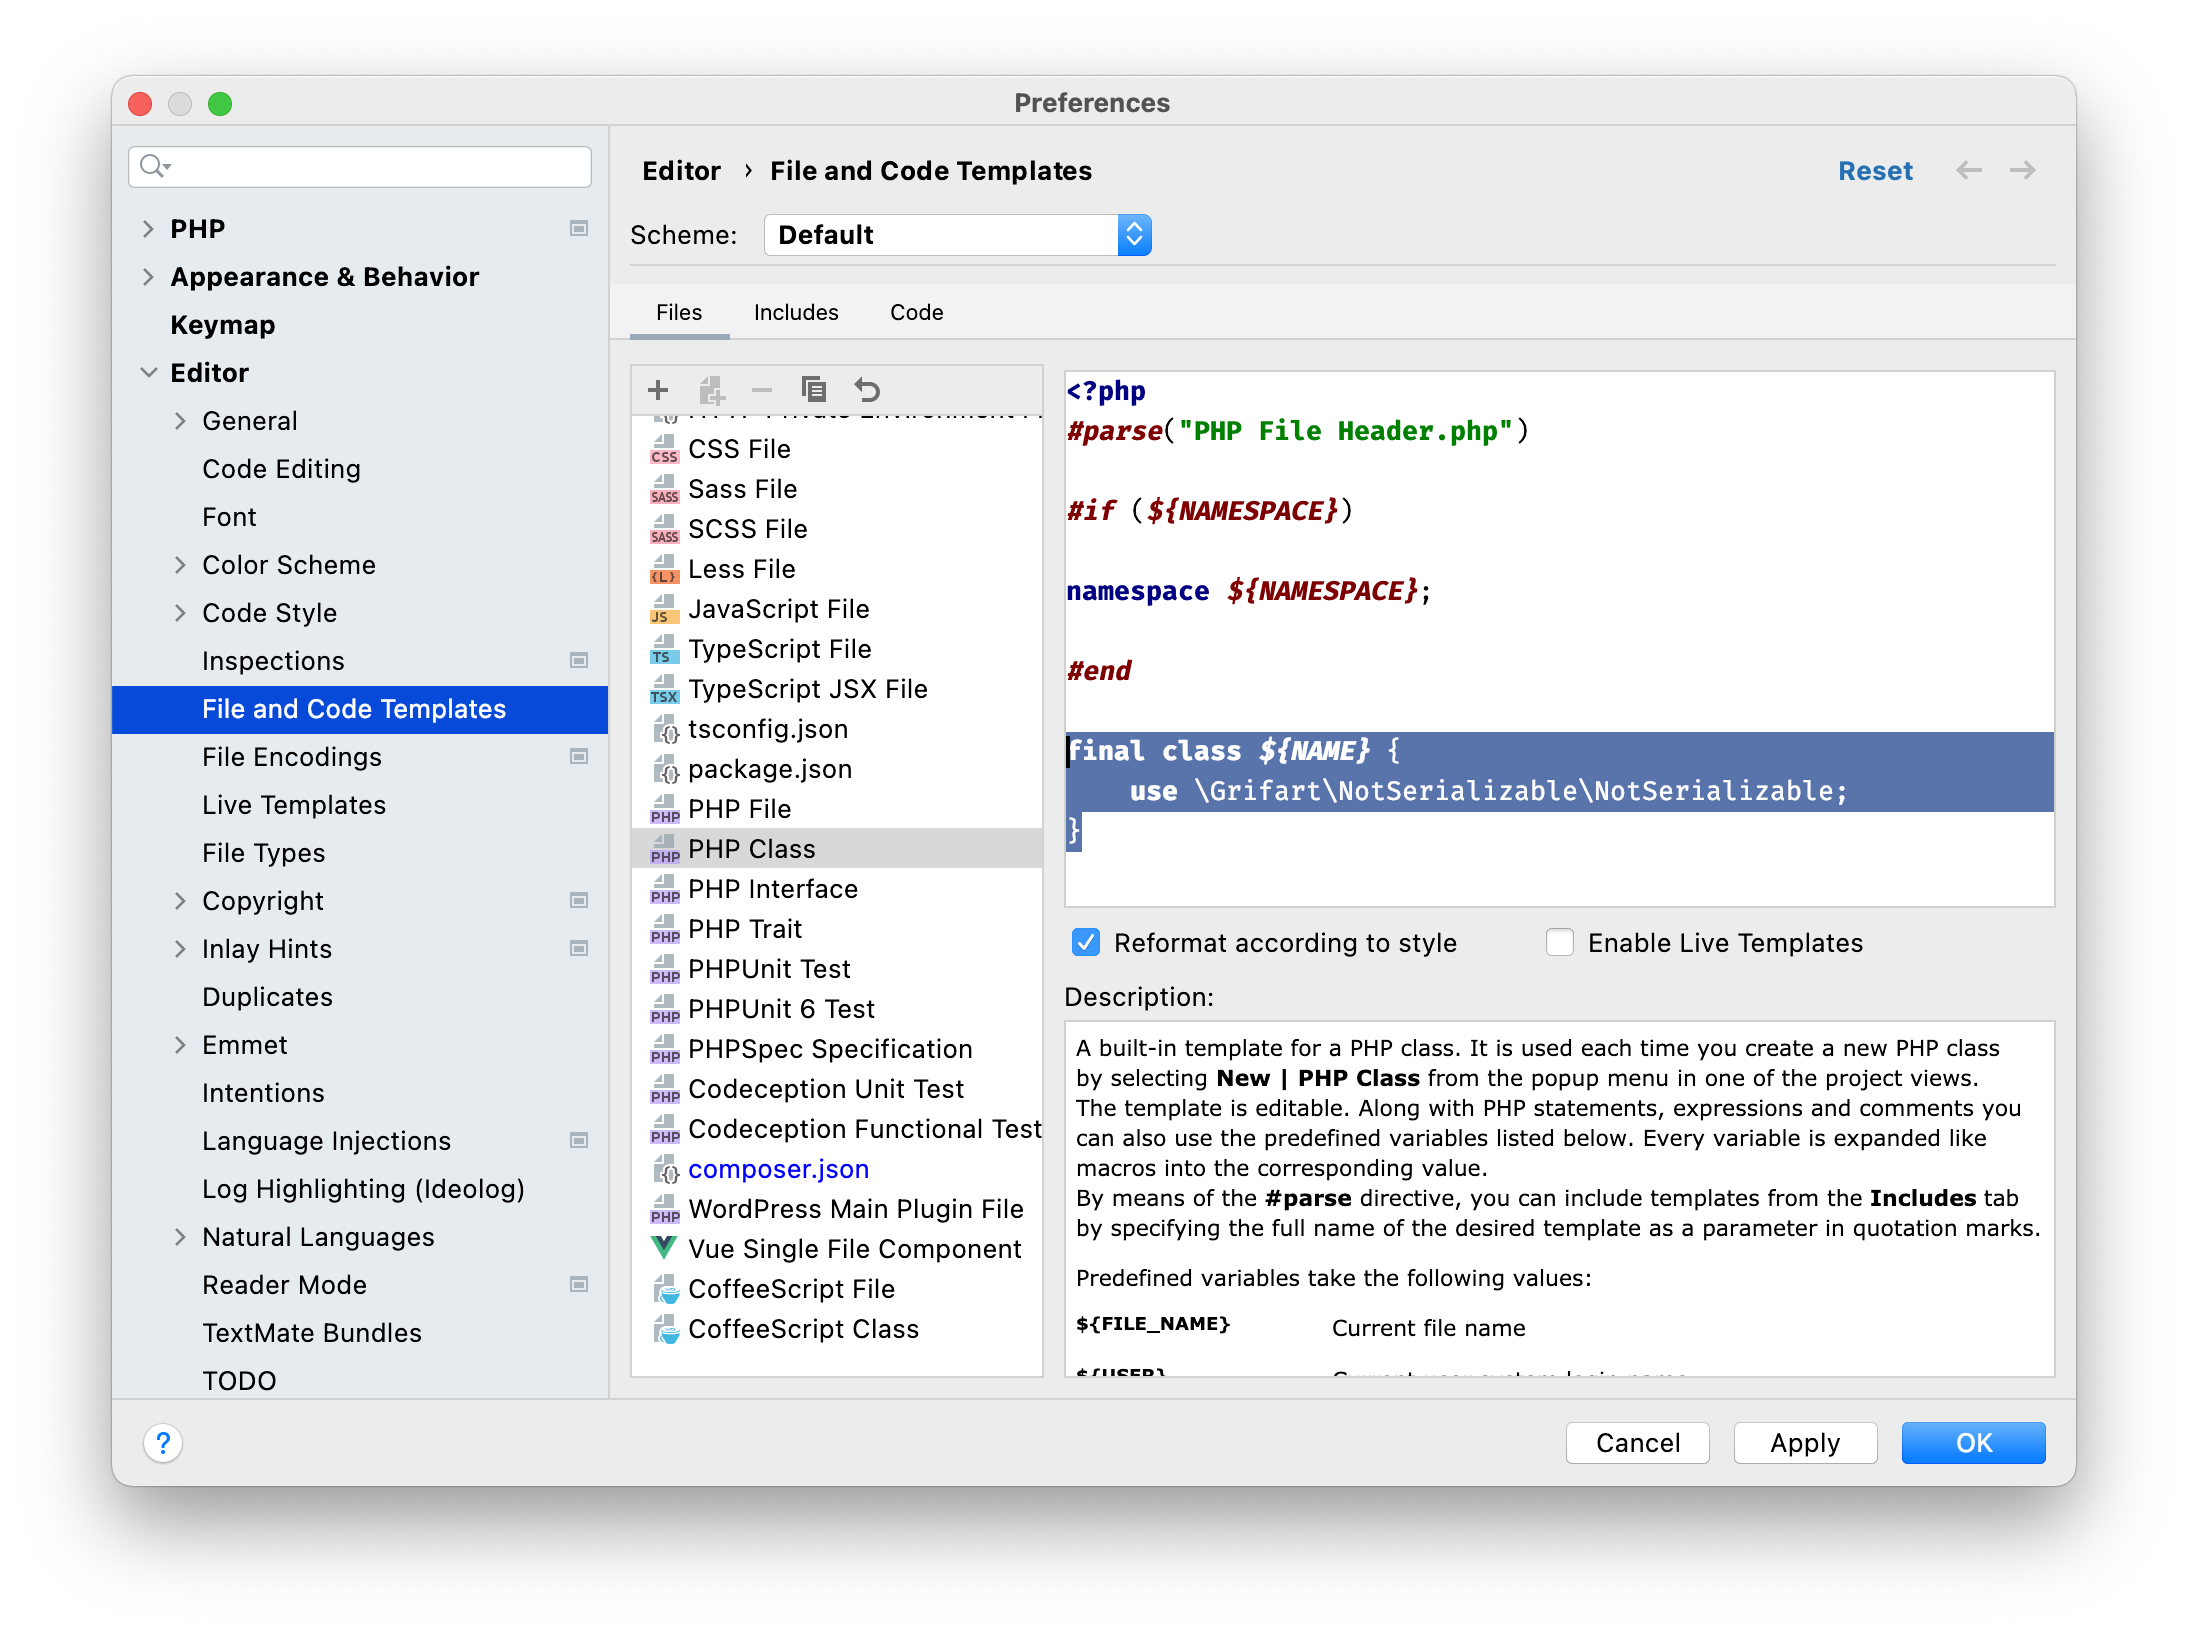 Preferences
PHP
Appearance & Behavior
Keymap
Editor
General
Code Editing
Font
Color Scheme
Code Style
Inspections
File and Code Templates
File Encodings
Live Templates
File Types
Copyright
Inlay Hints
Duplicates
Emmet
Intentions
Language Injections
Log Highlighting (Ideolog)
Natural Languages
Reader Mode
TextMate Bundles
TODO
Editor › File and Code Templates
Reset
Scheme: Default
Files Includes Code
CSS File
Sass File
SCSS File
Less File
JavaScript File
TypeScript File
TypeScript JSX File
tsconfig.json
package.json
PHP File
PHP Class
PHP Interface
PHP Trait
PHPUnit Test
PHPUnit 6 Test
PHPSpec Specification
Codeception Unit Test
Codeception Functional Test
composer.json
WordPress Main Plugin File
Vue Single File Component
CoffeeScript File
CoffeeScript Class
<?php
#parse("PHP File Header.php")
#if (${NAMESPACE})
namespace ${NAMESPACE};
#end
final class ${NAME} {
use \Grifart\NotSerializable\NotSerializable;
}
Reformat according to style
Enable Live Templates
Description:
A built-in template for a PHP class. It is used each time you create a new PHP class
by selecting New | PHP Class from the popup menu in one of the project views.
The template is editable. Along with PHP statements, expressions and comments you
can also use the predefined variables listed below. Every variable is expanded like
macros into the corresponding value.
By means of the #parse directive, you can include templates from the Includes tab
by specifying the full name of the desired template as a parameter in quotation marks.
Predefined variables take the following values:
${FILE_NAME} Current file name
?
Cancel
Apply
OK